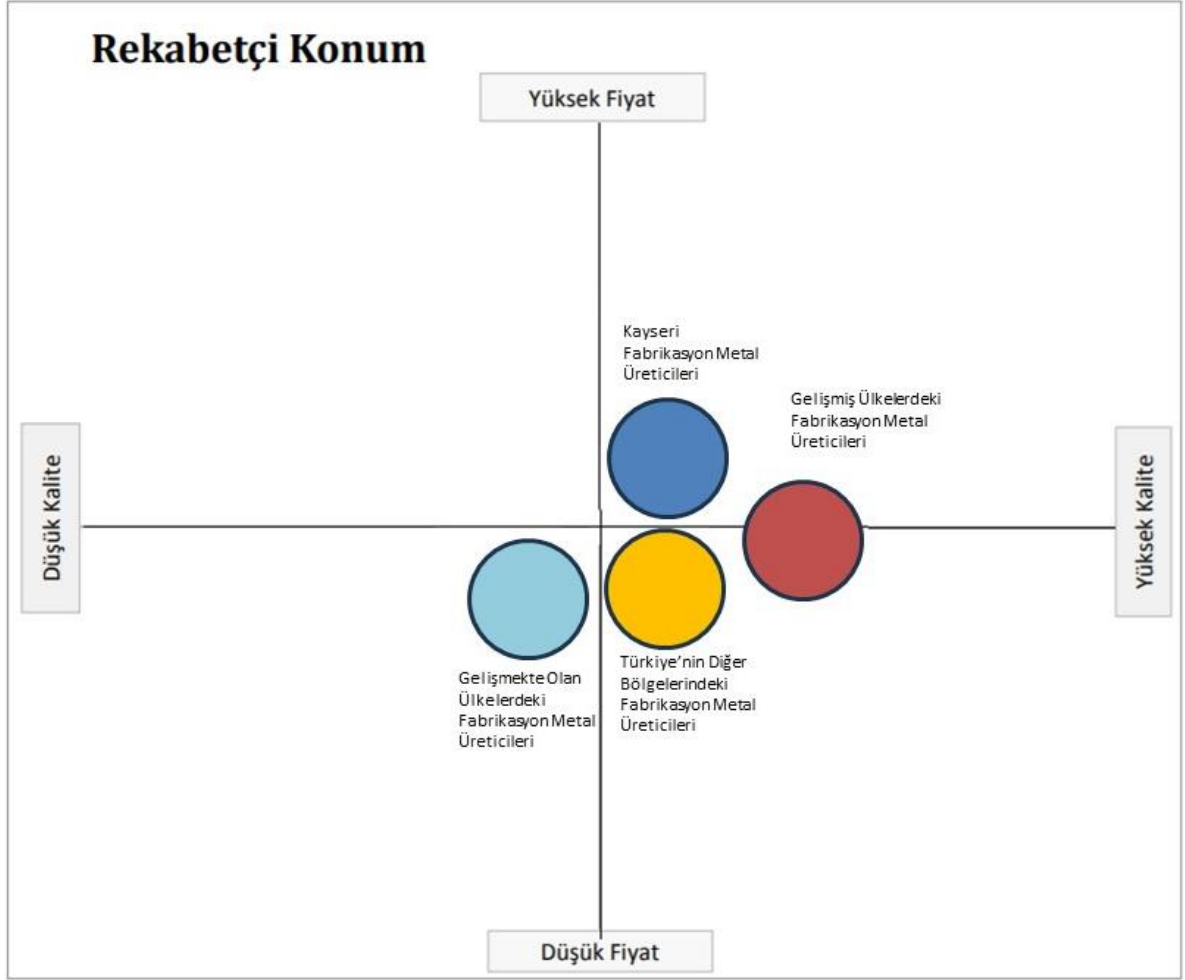 Rekabetçi Konum
Yüksek Fiyat
Kayseri
Fabrikasyon Metal
Üreticileri
Gelişmiş Ülkelerdeki
Fabrikasyon Metal
Üreticileri
Düşük Kalite
Yüksek Kalite
Gelişmekte Olan
Ülkelerdeki
Fabrikasyon Metal
Üreticileri
Türkiye'nin Diğer
Bölgelerindeki
Fabrikasyon Metal
Üreticileri
Düşük Fiyat